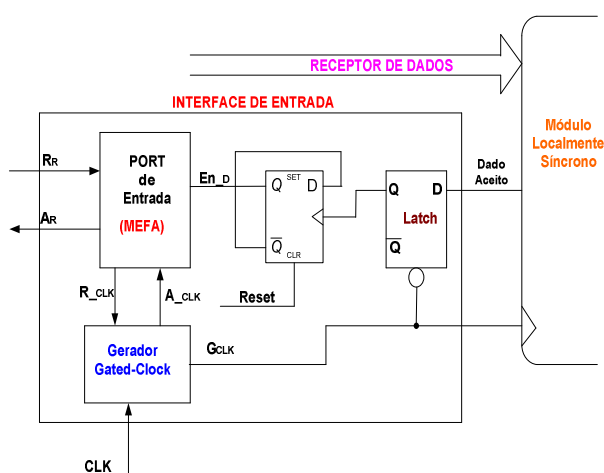 RECEPTOR DE DADOS
INTERFACE DE ENTRADA
Módulo
Localmente
Síncrono
RR
PORT
de
Entrada
(MEFA)
En_D
Q SET D
Q CLR
Q D
Latch
Q
Dado
Aceito
AR
R_CLK
A_CLK
Reset
Gerador
Gated-Clock
GCLK
CLK